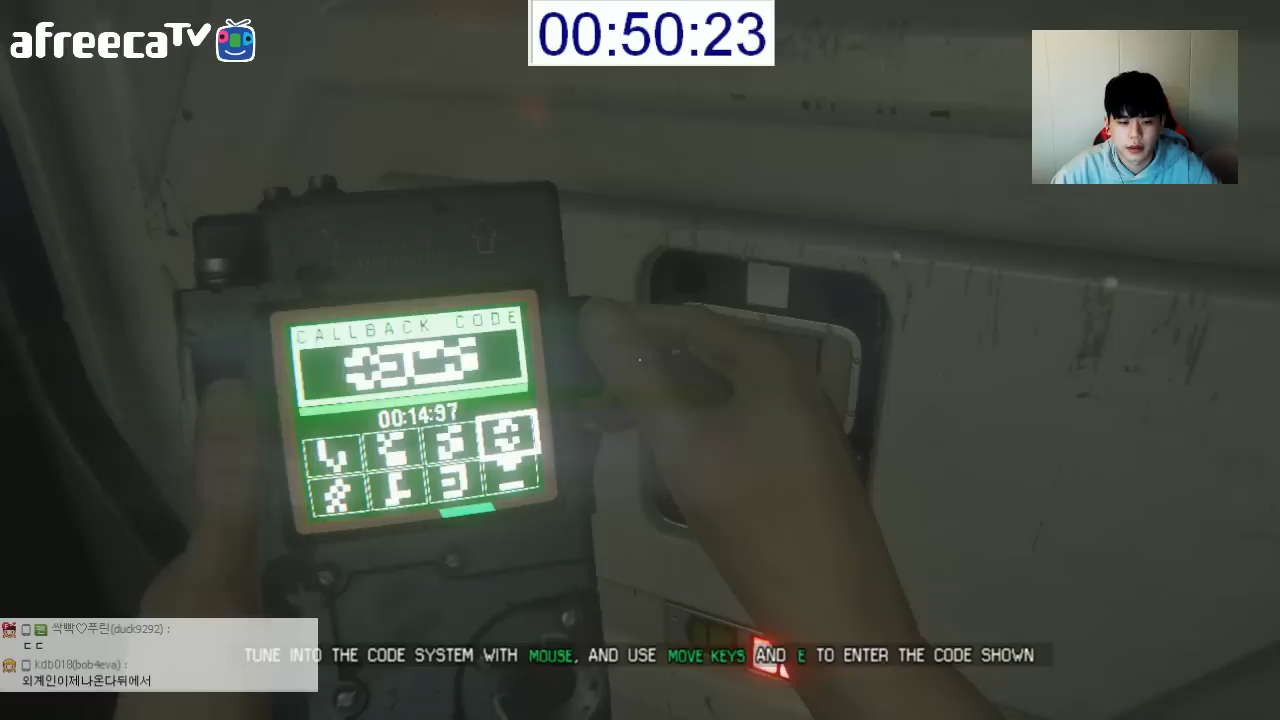 afreecaTV
00:50:23
CALLBACK CODE
00:14:97
싹빡♡푸린(duck9292) :
ㄷㄷ
kdb018(bob4eva) :
외계인이제나온다뒤에서
TUNE INTO THE CODE SYSTEM WITH MOUSE, AND USE MOVE KEYS AND E TO ENTER THE CODE SHOWN